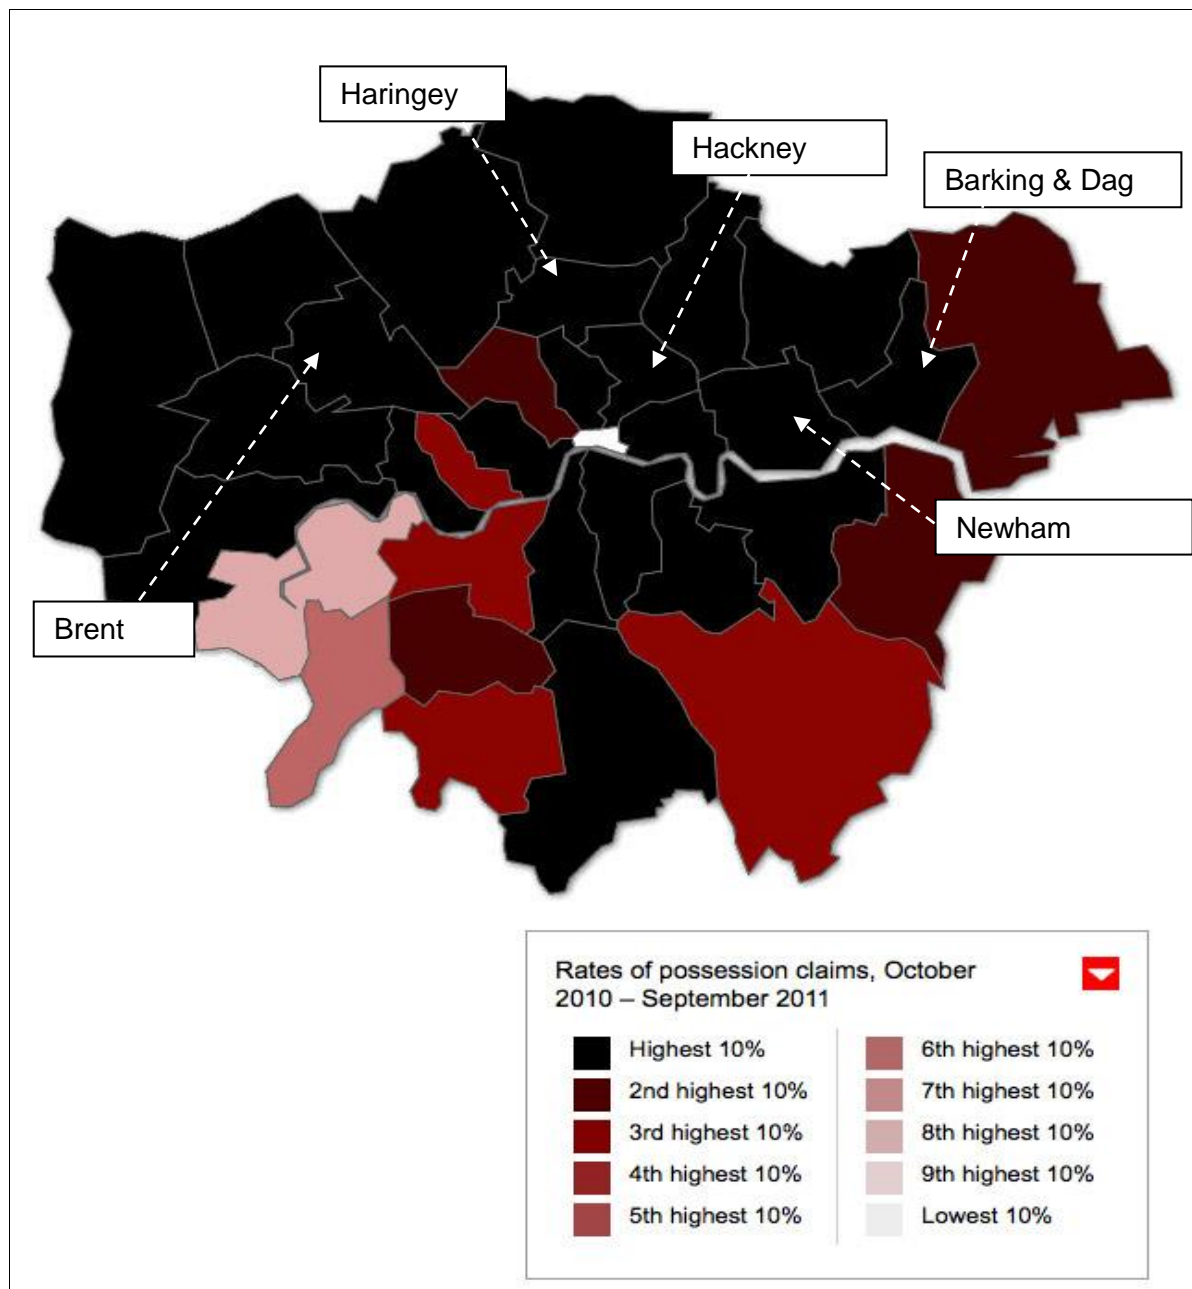 Haringey
Hackney
Barking & Dag
Newham
Brent
Rates of possession claims, October
2010 – September 2011
Highest 10%
2nd highest 10%
3rd highest 10%
4th highest 10%
5th highest 10%
6th highest 10%
7th highest 10%
8th highest 10%
9th highest 10%
Lowest 10%